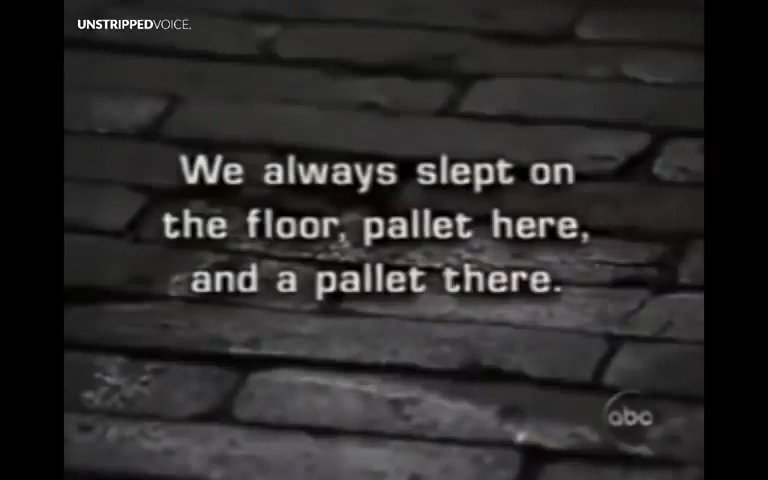 UNSTRIPPEDVOICE.
We always slept on
the floor, pallet here,
and a pallet there.
abc